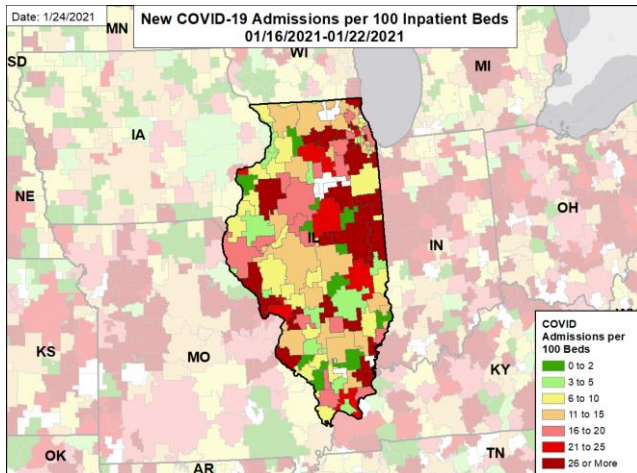 Date: 1/24/2021
New COVID-19 Admissions per 100 Inpatient Beds
01/16/2021-01/22/2021
MN
WI
SD
MI
IA
NE
OH
IL
IN
KS
MO
KY
OK
AR
TN
COVID
Admissions per
100 Beds
0 to 2
3 to 5
6 to 10
11 to 15
16 to 20
21 to 25
26 or More